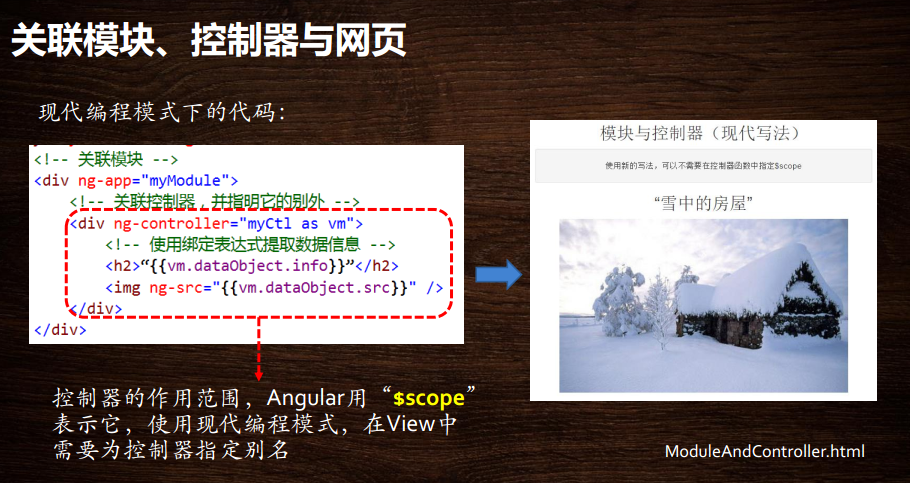 关联模块、控制器与网页
现代编程模式下的代码：
<!-- 关联模块 -->
<div ng-app="myModule">
<!-- 关联控制器，并指明它的别外 -->
<div ng-controller="myCtl as vm">
<!-- 使用绑定表达式提取数据信息 -->
<h2>“{{vm.dataObject.info}}”</h2>
<img ng-src="{{vm.dataObject.src}}" />
</div>
</div>
控制器的作用范围，Angular用“$scope”
表示它，使用现代编程模式，在View中
需要为控制器指定别名
模块与控制器（现代写法）
使用新的写法，可以不需要在控制器函数中指定$scope
“雪中的房屋”
ModuleAndController.html